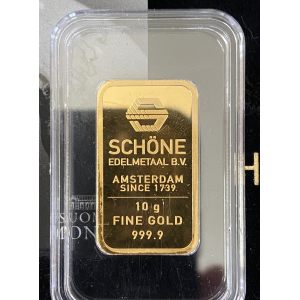 SCHÖNE
EDELMETAAL B.V.
AMSTERDAM
SINCE 1739
10 g
FINE GOLD
999.9